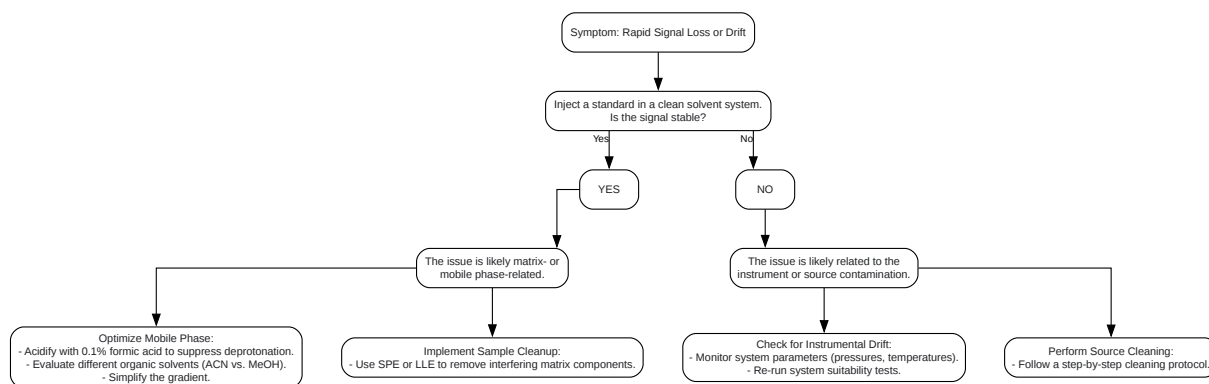 Symptom: Rapid Signal Loss or Drift
Inject a standard in a clean solvent system.
Is the signal stable?
Yes
No
YES
NO
The issue is likely matrix- or
mobile phase-related.
The issue is likely related to the
instrument or source contamination.
Optimize Mobile Phase:
- Acidify with 0.1% formic acid to suppress deprotonation.
- Evaluate different organic solvents (ACN vs. MeOH).
- Simplify the gradient.
Implement Sample Cleanup:
- Use SPE or LLE to remove interfering matrix components.
Check for Instrumental Drift:
- Monitor system parameters (pressures, temperatures).
- Re-run system suitability tests.
Perform Source Cleaning:
- Follow a step-by-step cleaning protocol.